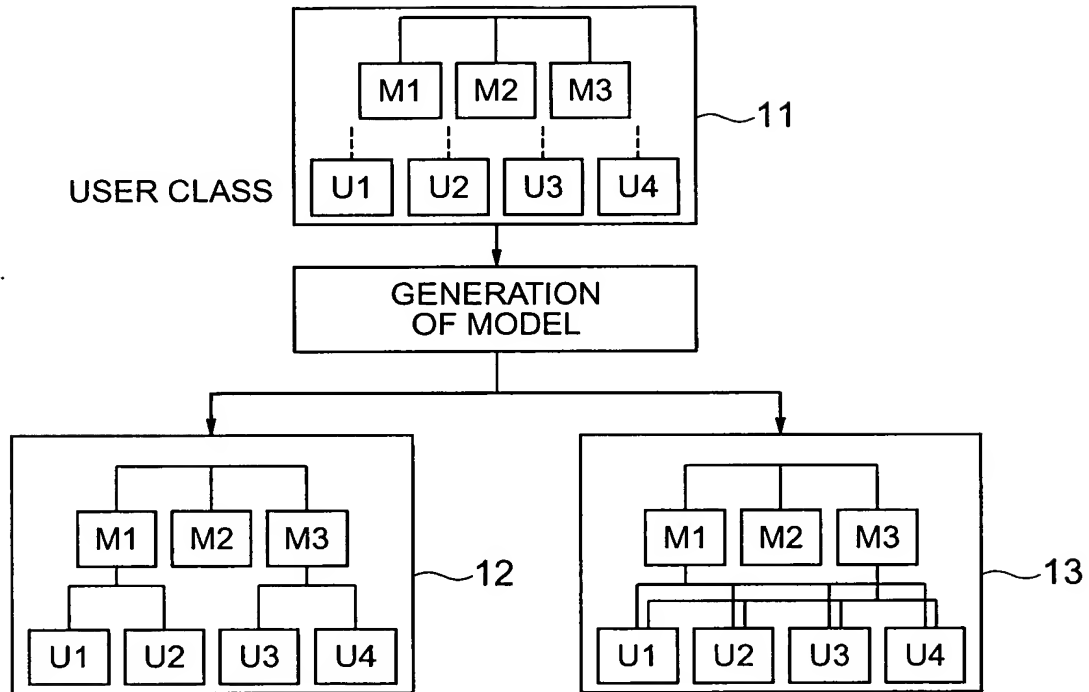 M1 M2 M3
11
USER CLASS U1 U2 U3 U4
GENERATION
OF MODEL
M1 M2 M3
12
U1 U2 U3 U4
M1 M2 M3
13
U1 U2 U3 U4